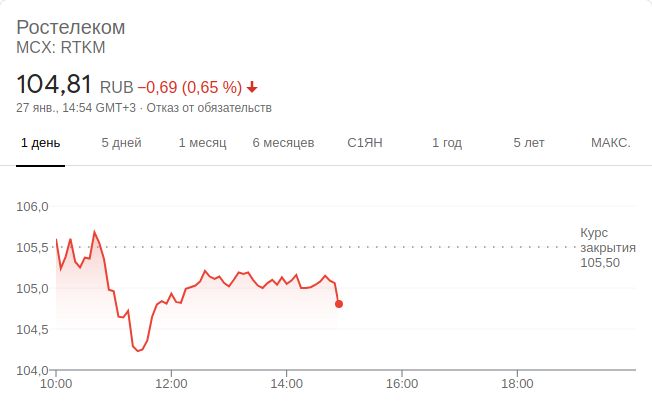 Ростелеком
MCX: RTKM
104,81 RUB −0,69 (0,65 %)
27 янв., 14:54 GMT+3 · Отказ от обязательств
1 день 5 дней 1 месяц 6 месяцев С1ЯН 1 год 5 лет МАКС.
106,0
Курс
105,5 закрытия
105,50
105,0
104,5
104,0
10:00 12:00 14:00 16:00 18:00